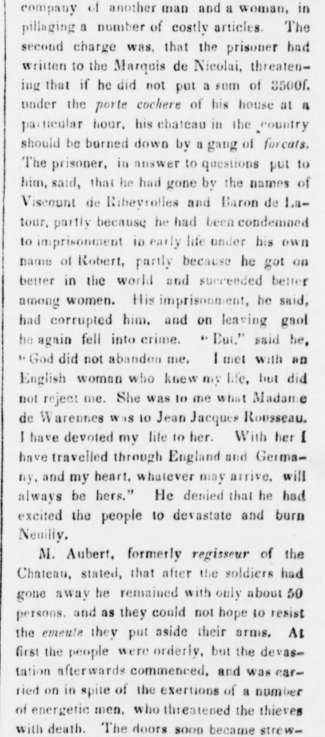 company of another man and a woman, in
pillaging a number of costly articles. The
second charge was, that the prisoner had
written to the Marquis de Nicolai, threaten-
ing that if he did not put a sum of 3500f.
under the porte cochere of his house at a
particular hour, his chateau in the country
should be burned down by a gang of forcats.
The prisoner, in answer to questions put to
him, said, that he had gone by the names of
Viscount de Ribeyrolles and Baron de La-
tour, partly because he had been condemned
to imprisonment in early life under his own
name of Robert, partly because he got on
better in the world and succeeded better
among women. His imprisonment, he said,
had corrupted him, and on leaving gaol
he again fell into crime. "But," said he,
"God did not abandon me. I met with an
English woman who knew my life, but did
not reject me. She was to me what Madame
de Warennes was to Jean Jacques Rousseau.
I have devoted my life to her. With her I
have travelled through England and Germa-
ny, and my heart, whatever may arrive, will
always be hers." He denied that he had
excited the people to devastate and burn
Neuilly.
M. Aubert, formerly regisseur of the
Chateau, stated, that after the soldiers had
gone away he remained with only about 50
persons, and as they could not hope to resist
the emeute they put aside their arms. At
first the people were orderly, but the devas-
tation afterwards commenced, and was car-
ried on in spite of the exertions of a number
of energetic men, who threatened the thieves
with death. The doors soon became strew-